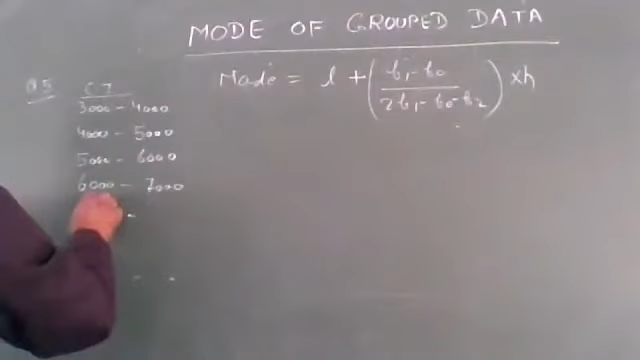 MODE OF GROUPED DATA
Mode = l + (f₁-f₀ / 2f₁-f₀-f₂) ×h
Q5 C I
3000 - 4000
4000 - 5000
5000 - 6000
6000 - 7000